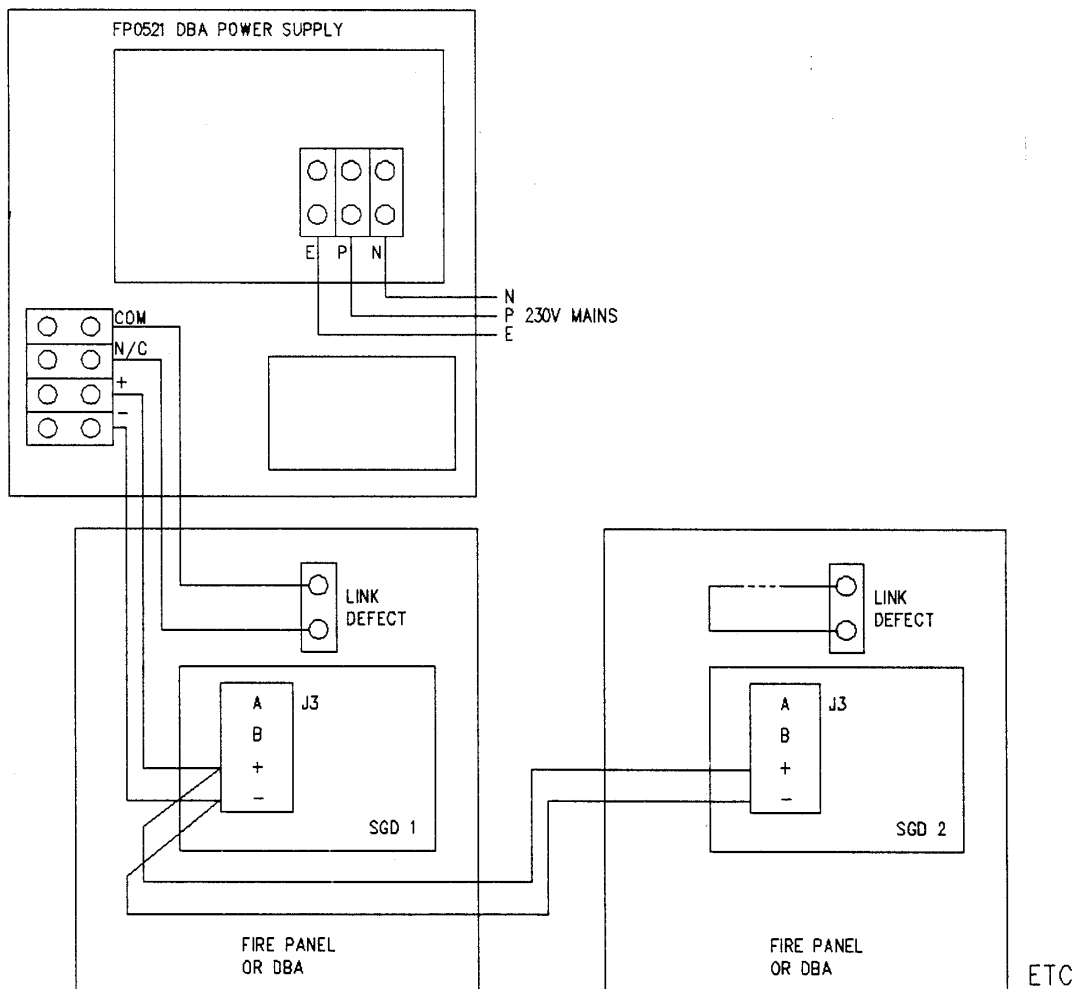 FP0521 DBA POWER SUPPLY
E P N
N
P 230V MAINS
E
COM
N/C
+
-
LINK
DEFECT
A J3
B
+
-
SGD 1
FIRE PANEL
OR DBA
LINK
DEFECT
A J3
B
+
-
SGD 2
FIRE PANEL
OR DBA
ETC